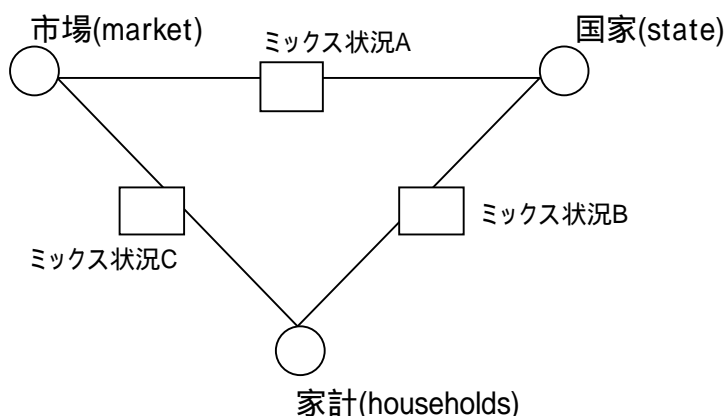 市場(market)
ミックス状況A
国家(state)
ミックス状況B
ミックス状況C
家計(households)